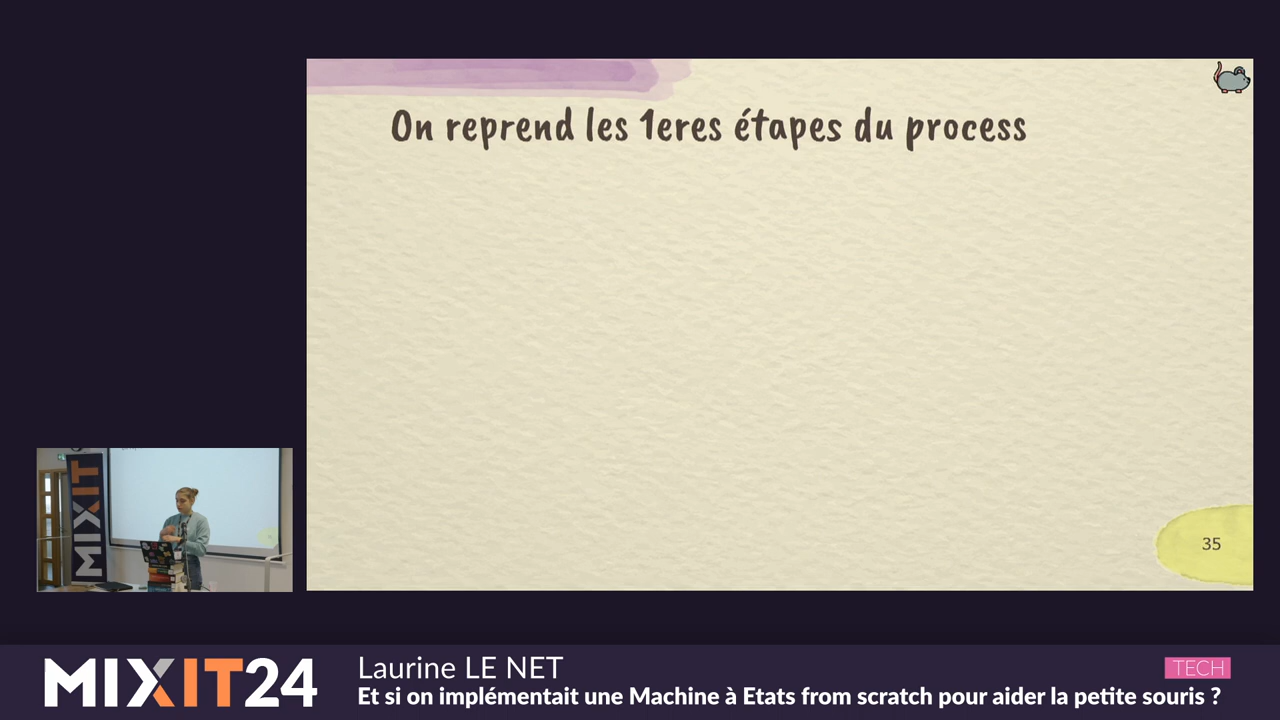 On reprend les 1eres étapes du process
35
MIXIT
MIXIT24
Laurine LE NET
TECH
Et si on implémentait une Machine à Etats from scratch pour aider la petite souris ?